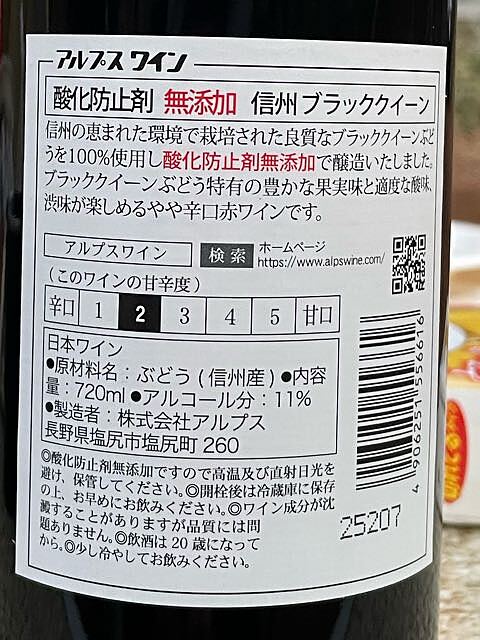 アルプス ワイン
酸化防止剤 無添加 信州 ブラッククイーン
信州の恵まれた環境で栽培された良質なブラッククイーンぶど
うを100%使用し酸化防止剤無添加で醸造いたしました。
ブラッククイーンぶどう特有の豊かな果実味と適度な酸味、
渋味が楽しめるやや辛口赤ワインです。
アルプスワイン 検索 ホームページ
https://www.alpswine.com/
(このワインの甘辛度)
辛口 1 2 3 4 5 甘口
日本ワイン
●原材料名:ぶどう(信州産)●内容
量:720ml●アルコール分:11%
●製造者:株式会社アルプス
長野県塩尻市塩尻町 260
◎酸化防止剤無添加ですので高温及び直射日光を
避け、保管してください。◎開栓後は冷蔵庫に保存
の上、お早めにお飲みください。◎ワイン成分が沈
澱することがありますが品質には問
題ありません。◎飲酒は20歳になって
から。◎少し冷やしてお飲みください。
4 906251 556616
25207